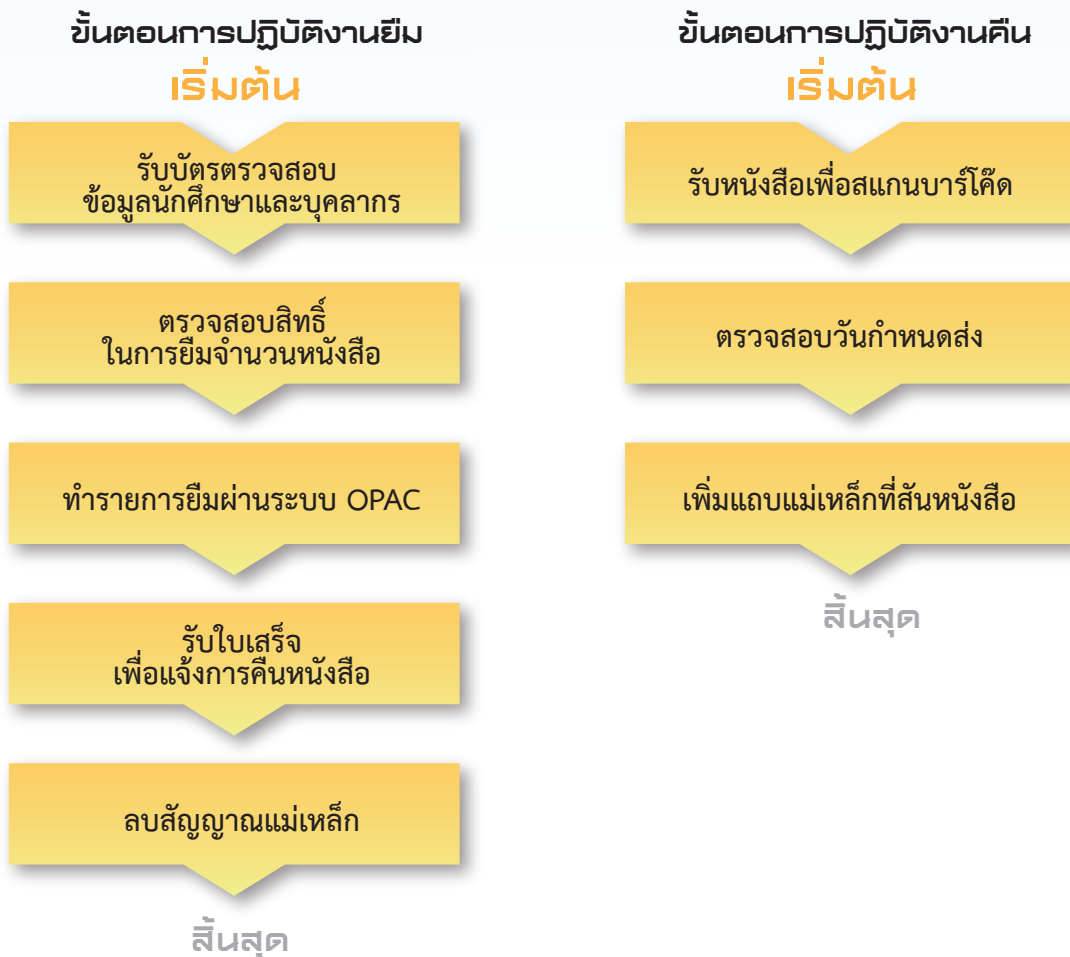 ขั้นตอนการปฏิบัติงานยืม
เริ่มต้น
รับบัตรตรวจสอบ
ข้อมูลนักศึกษาและบุคลากร
ตรวจสอบสิทธิ์
ในการยืมจำนวนหนังสือ
ทำรายการยืมผ่านระบบ OPAC
รับใบเสร็จ
เพื่อแจ้งการคืนหนังสือ
ลบสัญญาณแม่เหล็ก
สิ้นสุด
ขั้นตอนการปฏิบัติงานคืน
เริ่มต้น
รับหนังสือเพื่อสแกนบาร์โค๊ด
ตรวจสอบวันกำหนดส่ง
เพิ่มแถบแม่เหล็กที่สันหนังสือ
สิ้นสุด